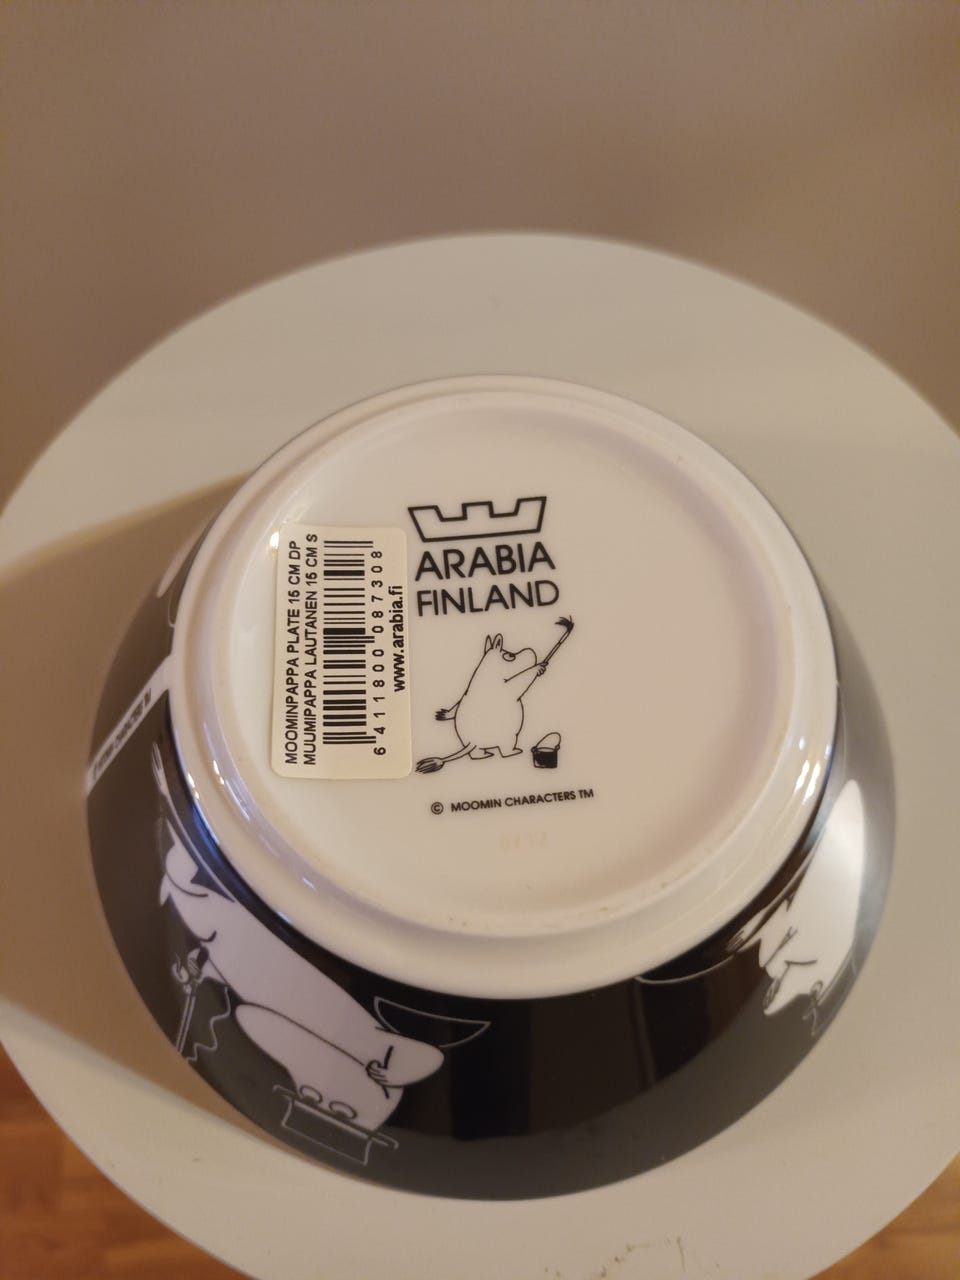 ARABIA
FINLAND
© MOOMIN CHARACTERS TM
MOOMINPAPPA PLATE 15 CM DP
MUUMIPAPPA LAUTANEN 15 CM S
6 411800 087308
www.arabia.fi